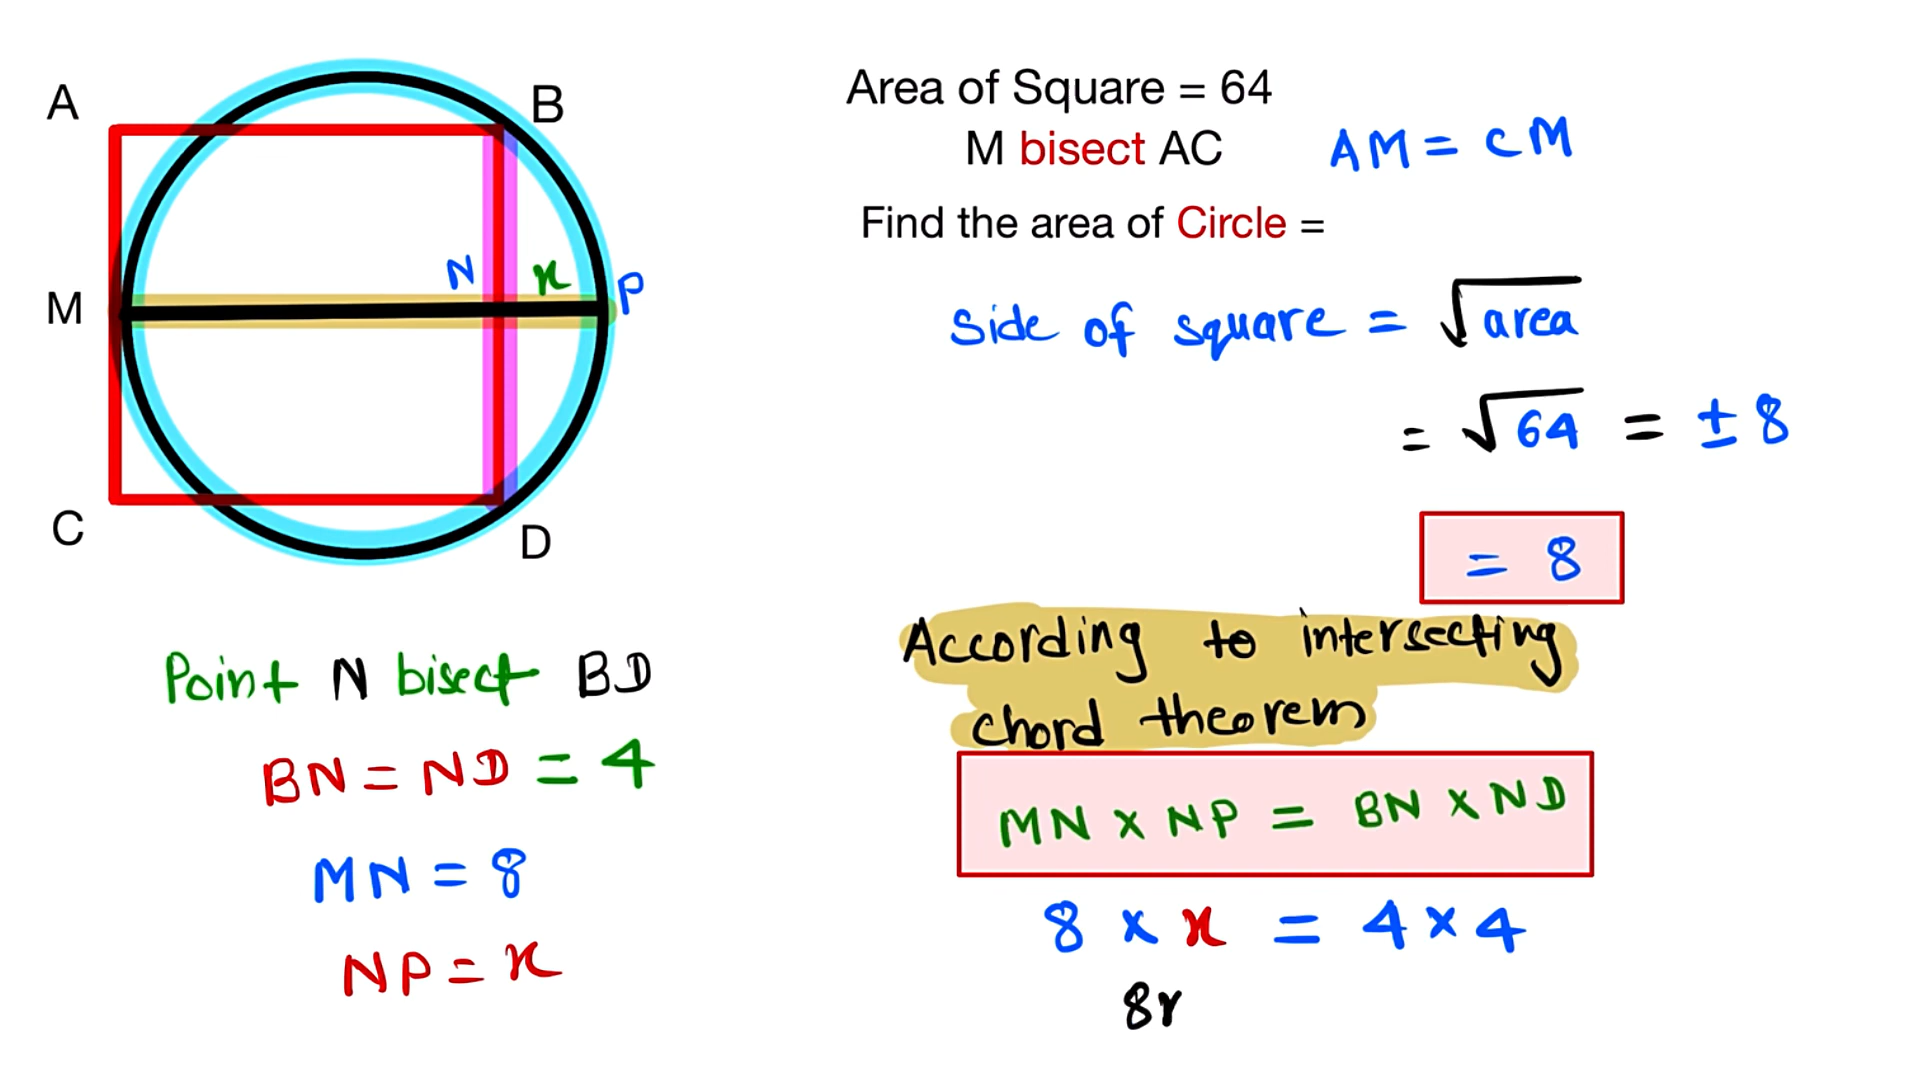 A
B
M
N
x
P
C
D
Area of Square = 64
M bisect AC
AM = CM
Find the area of Circle =
side of square = √area
= √64 = ± 8
= 8
According to intersecting
chord theorem
MN × NP = BN × ND
8 × x = 4 × 4
Point N bisect BD
BN = ND = 4
MN = 8
NP = x